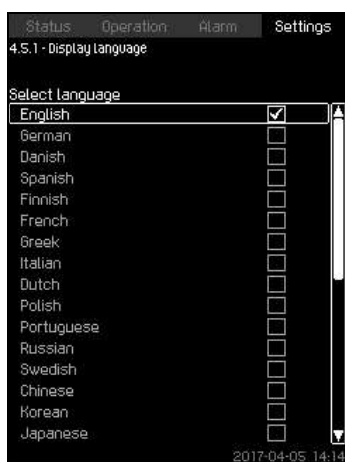 Status Operation Alarm Settings
4.5.1 - Display language
Select language
English
German
Danish
Spanish
Finnish
French
Greek
Italian
Dutch
Polish
Portuguese
Russian
Swedish
Chinese
Korean
Japanese
2017-04-05 14:14